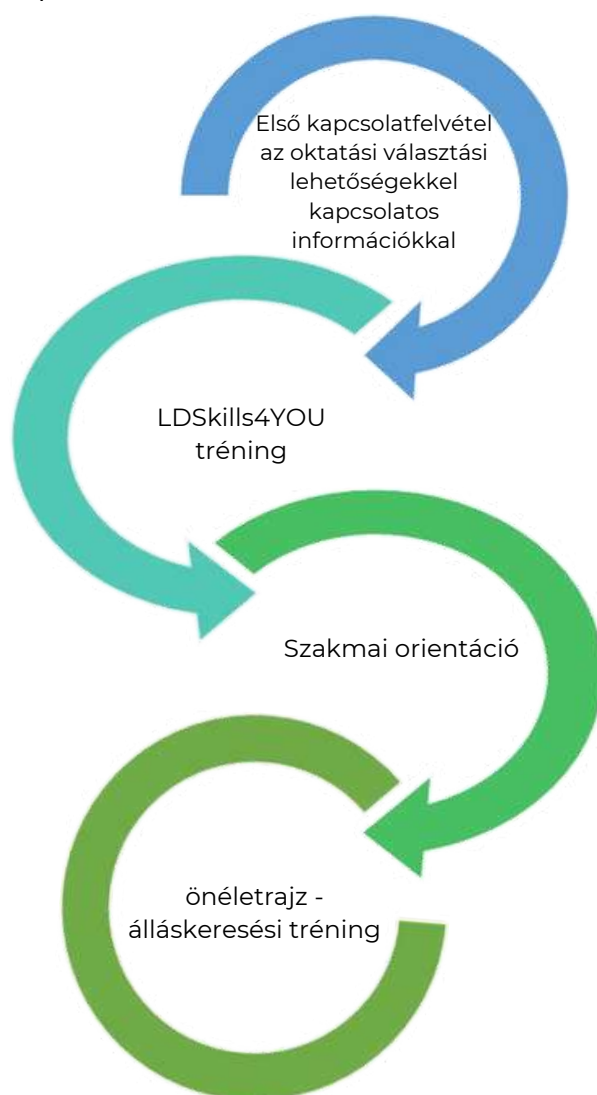 Első kapcsolatfelvétel
az oktatási választási
lehetőségekkel
kapcsolatos
információkkal
LDSkills4YOU
tréning
Szakmai orientáció
önéletrajz -
álláskeresési tréning